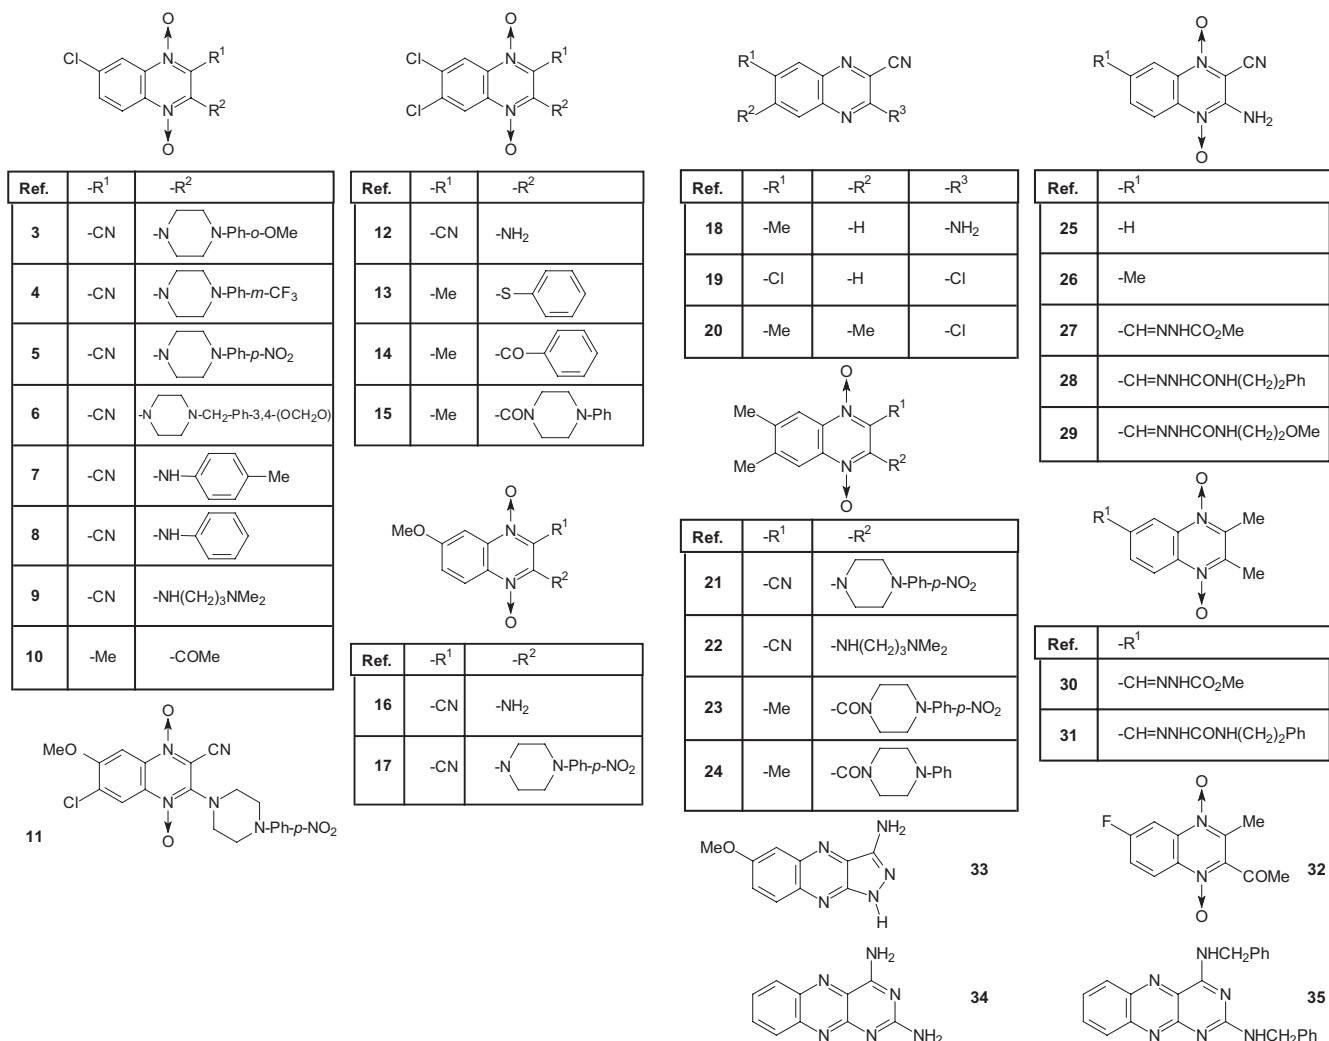 O
Cl
N
R¹
N
R²
O
Ref. -R¹ -R²
3 -CN -N N-Ph-o-OMe
4 -CN -N N-Ph-m-CF₃
5 -CN -N N-Ph-p-NO₂
6 -CN -N N-CH₂-Ph-3,4-(OCH₂O)
7 -CN -NH Me
8 -CN -NH
9 -CN -NH(CH₂)₃NMe₂
10 -Me -COMe
O
MeO
N
CN
Cl
N
N
O
N-Ph-p-NO₂
11
O
Cl
N
R¹
Cl
N
R²
O
Ref. -R¹ -R²
12 -CN -NH₂
13 -Me -S
14 -Me -CO
15 -Me -CON N-Ph
O
MeO
N
R¹
N
R²
O
Ref. -R¹ -R²
16 -CN -NH₂
17 -CN -N N-Ph-p-NO₂
R¹
N
CN
R²
N
R³
Ref. -R¹ -R² -R³
18 -Me -H -NH₂
19 -Cl -H -Cl
20 -Me -Me -Cl
O
Me
N
R¹
Me
N
R²
O
Ref. -R¹ -R²
21 -CN -N N-Ph-p-NO₂
22 -CN -NH(CH₂)₃NMe₂
23 -Me -CON N-Ph-p-NO₂
24 -Me -CON N-Ph
NH₂
MeO
N
N
N
N
H
33
NH₂
N
N
N
N
NH₂
34
O
R¹
N
CN
N
NH₂
O
Ref. -R¹
25 -H
26 -Me
27 -CH=NNHCO₂Me
28 -CH=NNHCONH(CH₂)₂Ph
29 -CH=NNHCONH(CH₂)₂OMe
O
R¹
N
Me
N
Me
O
Ref. -R¹
30 -CH=NNHCO₂Me
31 -CH=NNHCONH(CH₂)₂Ph
O
F
N
Me
N
COMe
O
32
NHCH₂Ph
N
N
N
N
NHCH₂Ph
35